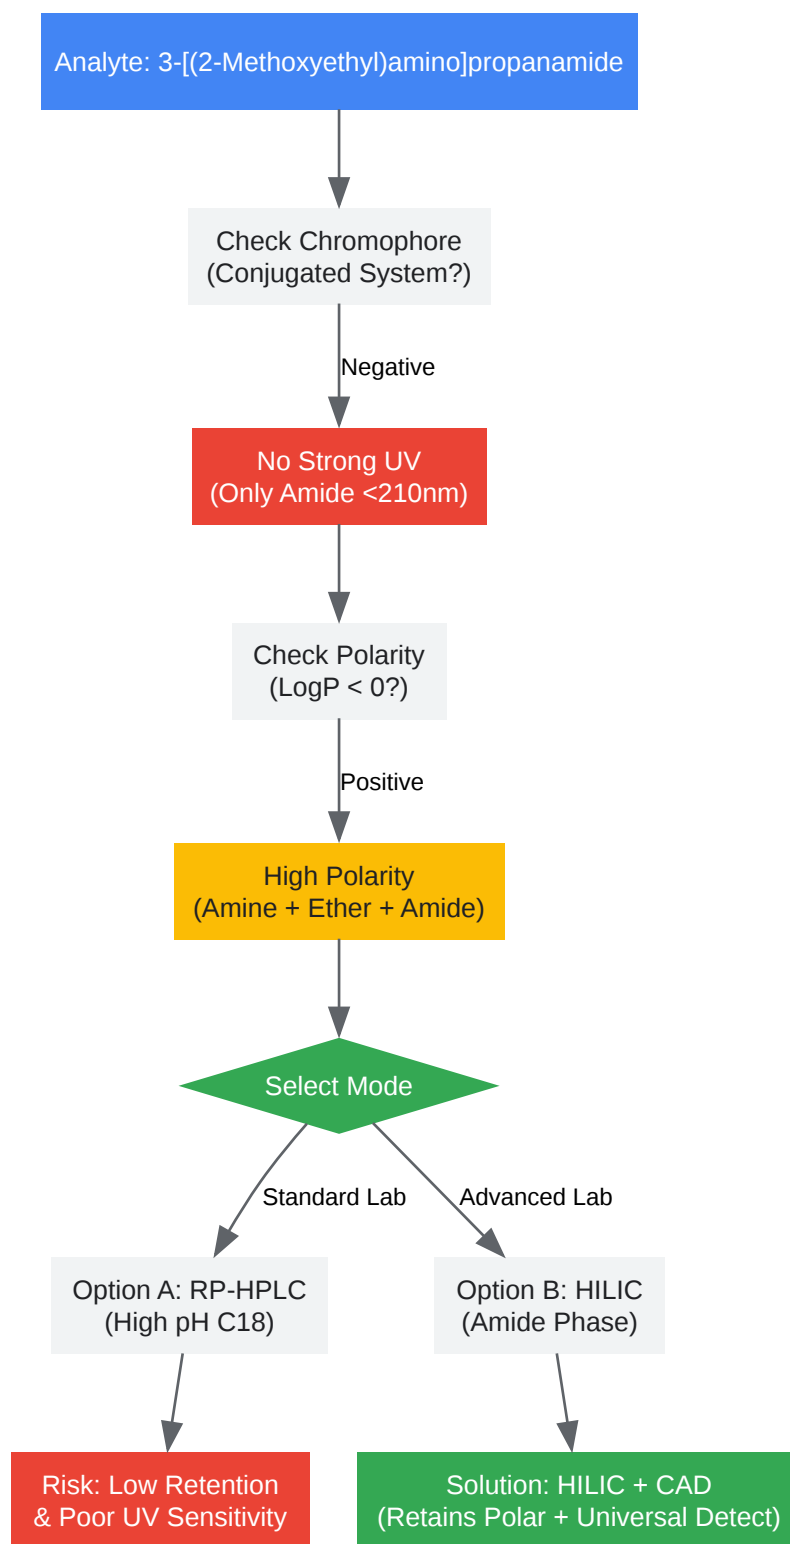 Analyte: 3-[(2-Methoxyethyl)amino]propanamide
Check Chromophore
(Conjugated System?)
Negative
No Strong UV
(Only Amide <210nm)
Check Polarity
(LogP < 0?)
Positive
High Polarity
(Amine + Ether + Amide)
Select Mode
Standard Lab
Advanced Lab
Option A: RP-HPLC
(High pH C18)
Option B: HILIC
(Amide Phase)
Risk: Low Retention
& Poor UV Sensitivity
Solution: HILIC + CAD
(Retains Polar + Universal Detect)